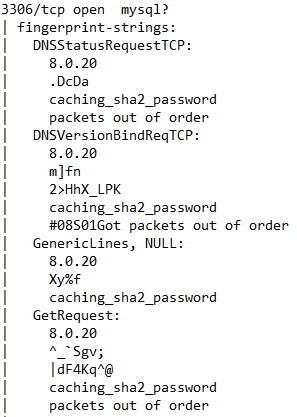 3306/tcp open  mysql?
| fingerprint-strings:
|   DNSStatusRequestTCP:
|     8.0.20
|     .DcDa
|     caching_sha2_password
|     packets out of order
|   DNSVersionBindReqTCP:
|     8.0.20
|     m]fn
|     2>HhX_LPK
|     caching_sha2_password
|     #08S01Got packets out of order
|   GenericLines, NULL:
|     8.0.20
|     Xy%f
|     caching_sha2_password
|   GetRequest:
|     8.0.20
|     ^_`Sgv;
|     |dF4Kq^@
|     caching_sha2_password
|     packets out of order